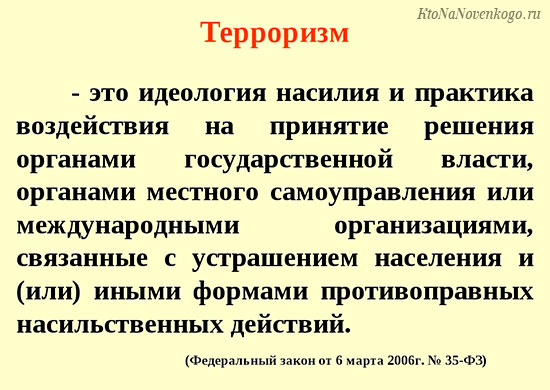 KtoNaNovenkogo.ru
Терроризм
- это идеология насилия и практика
воздействия на принятие решения
органами государственной власти,
органами местного самоуправления или
международными организациями,
связанные с устрашением населения и
(или) иными формами противоправных
насильственных действий.
(Федеральный закон от 6 марта 2006г. № 35-ФЗ)